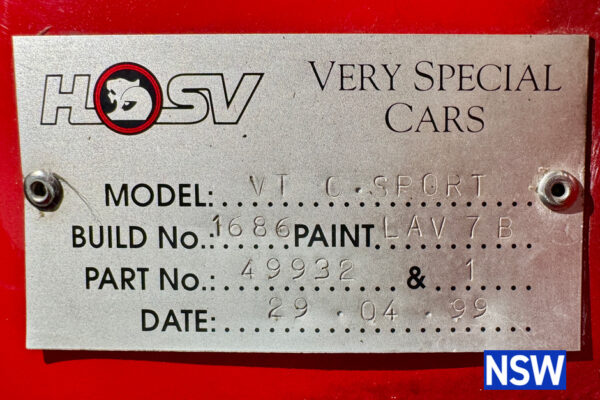 HSV VERY SPECIAL
CARS
MODEL: VT C.SPORT
BUILD No.: 1686 PAINT LAV 7 B
PART No.: 49932 & 1
DATE: 29.04.99
NSW